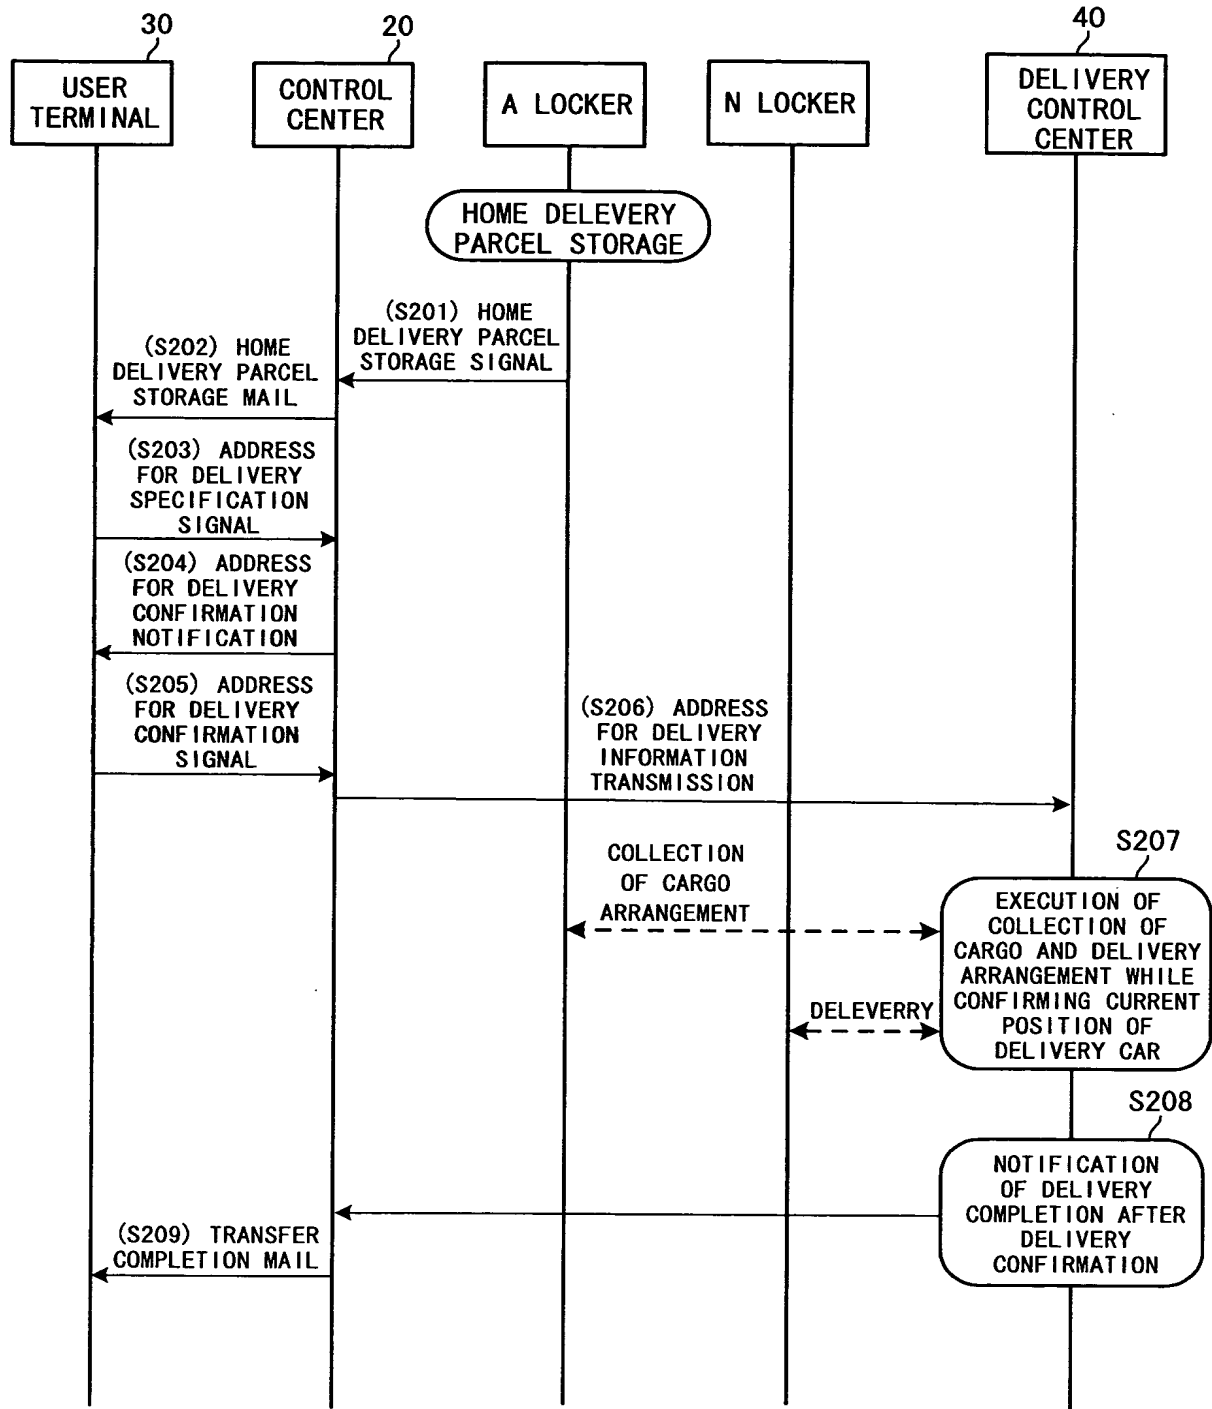 30
20
40
USER
TERMINAL
CONTROL
CENTER
A LOCKER
N LOCKER
DELIVERY
CONTROL
CENTER
HOME DELEVERY
PARCEL STORAGE
(S201) HOME
DELIVERY PARCEL
STORAGE SIGNAL
(S202) HOME
DELIVERY PARCEL
STORAGE MAIL
(S203) ADDRESS
FOR DELIVERY
SPECIFICATION
SIGNAL
(S204) ADDRESS
FOR DELIVERY
CONFIRMATION
NOTIFICATION
(S205) ADDRESS
FOR DELIVERY
CONFIRMATION
SIGNAL
(S206) ADDRESS
FOR DELIVERY
INFORMATION
TRANSMISSION
COLLECTION
OF CARGO
ARRANGEMENT
S207
EXECUTION OF
COLLECTION OF
CARGO AND DELIVERY
ARRANGEMENT WHILE
CONFIRMING CURRENT
POSITION OF
DELIVERY CAR
DELEVERRY
S208
NOTIFICATION
OF DELIVERY
COMPLETION AFTER
DELIVERY
CONFIRMATION
(S209) TRANSFER
COMPLETION MAIL